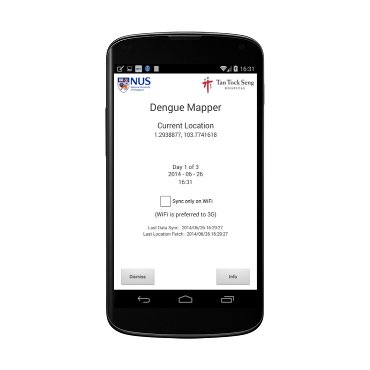 16:31
NUS
National University
of Singapore
Tan Tock Seng
HOSPITAL
Dengue Mapper
Current Location
1.2938877, 103.7741618
Day 1 of 3
2014 - 06 - 26
16:31
Sync only on WiFi
(WiFi is preferred to 3G)
Last Data Sync : 2014/06/26 16:29:27
Last Location Fetch : 2014/06/26 16:29:27
Dismiss
Info